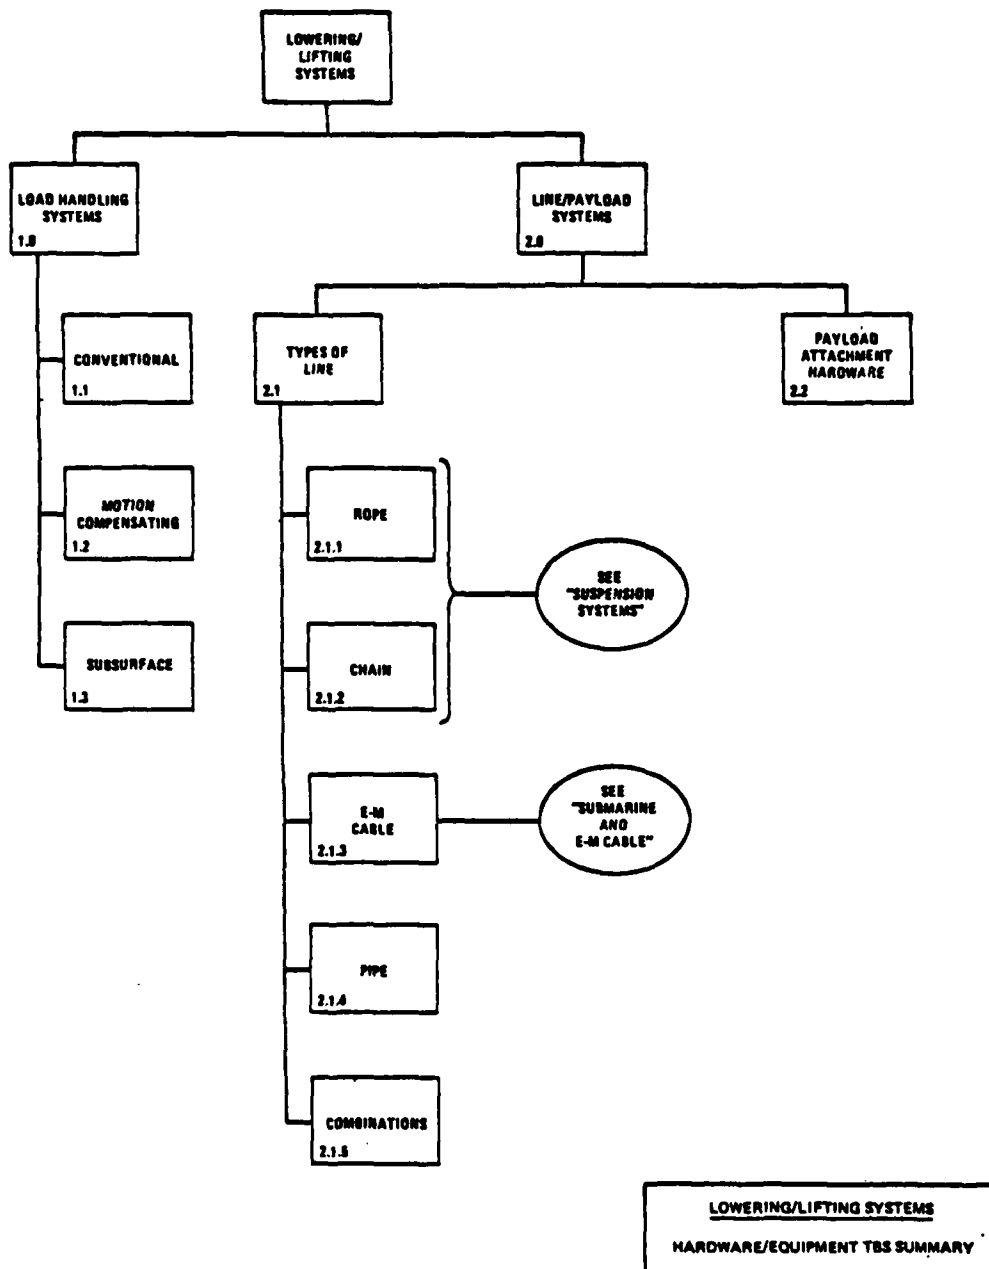 LOWERING/
LIFTING
SYSTEMS
LOAD HANDLING
SYSTEMS
1.0
LINE/PAYLOAD
SYSTEMS
2.0
CONVENTIONAL
1.1
TYPES OF
LINE
2.1
PAYLOAD
ATTACHMENT
HARDWARE
2.2
MOTION
COMPENSATING
1.2
ROPE
2.1.1
SEE
"SUSPENSION
SYSTEMS"
SUBSURFACE
1.3
CHAIN
2.1.2
E-M
CABLE
2.1.3
SEE
"SUBMARINE
AND
E-M CABLE"
PIPE
2.1.4
COMBINATIONS
2.1.5
LOWERING/LIFTING SYSTEMS
HARDWARE/EQUIPMENT TBS SUMMARY